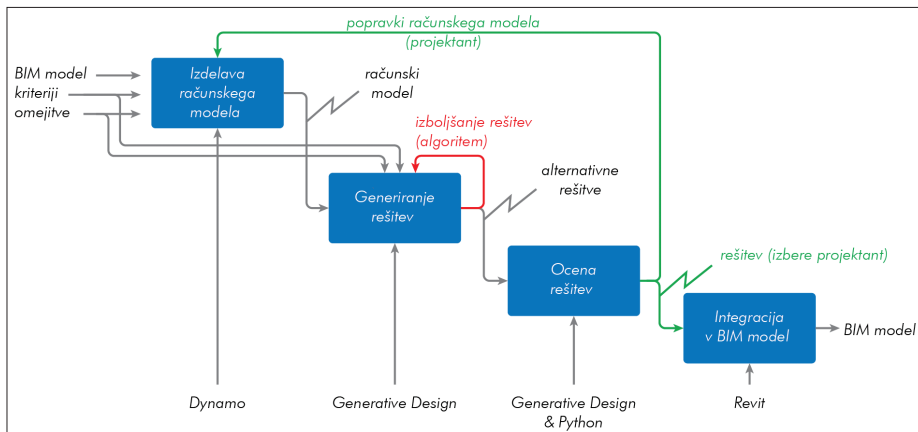 popravki računskega modela
(projektant)
BIM model
kriteriji
omejitve
Izdelava
računskega
modela
računski
model
izboljšanje rešitev
(algoritem)
Generiranje
rešitev
alternativne
rešitve
Ocena
rešitev
rešitev (izbere projektant)
Integracija
v BIM model
BIM model
Dynamo
Generative Design
Generative Design
& Python
Revit